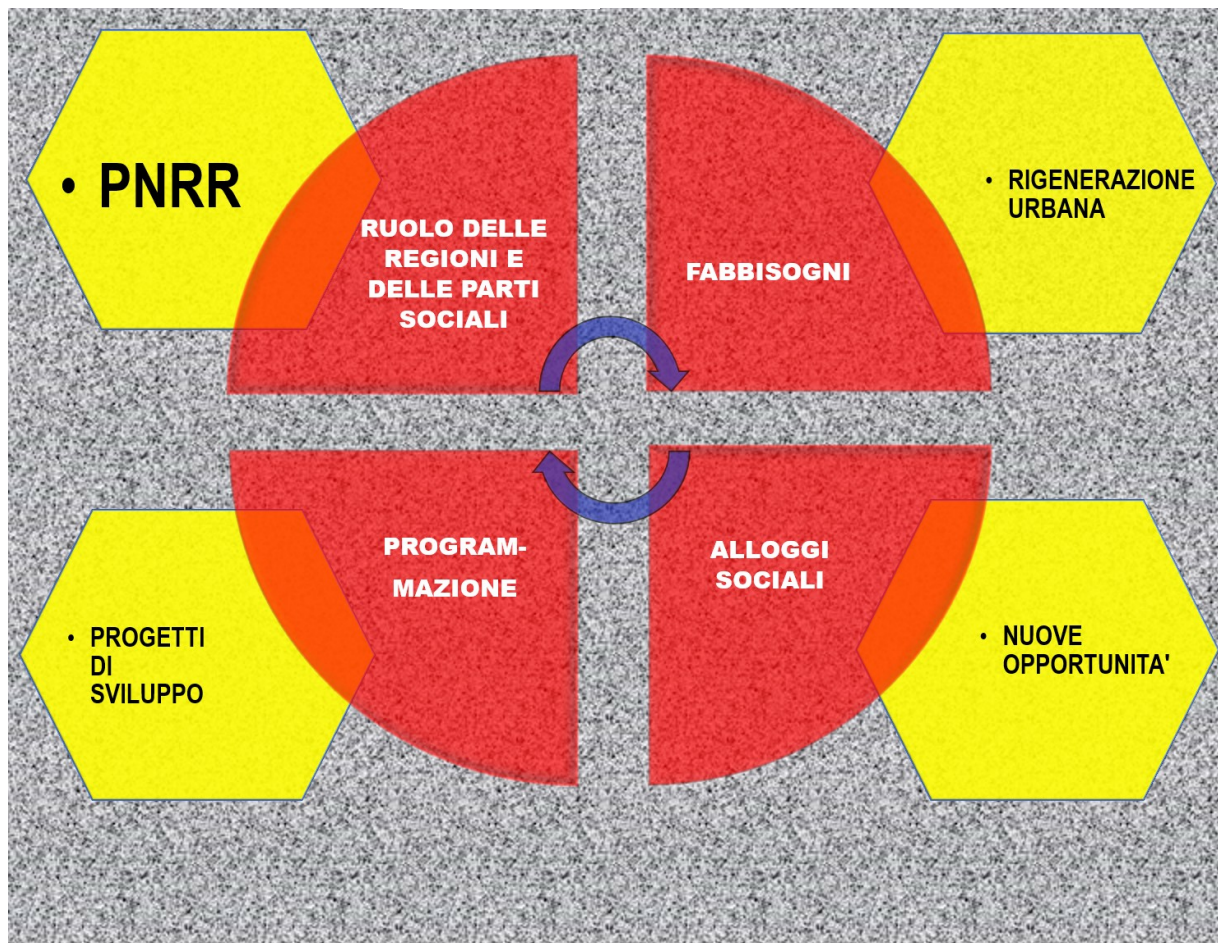 • PNRR
RUOLO DELLE
REGIONI E
DELLE PARTI
SOCIALI
FABBISOGNI
• RIGENERAZIONE
URBANA
• PROGETTI
DI
SVILUPPO
PROGRAM-
MAZIONE
ALLOGGI
SOCIALI
• NUOVE
OPPORTUNITA'